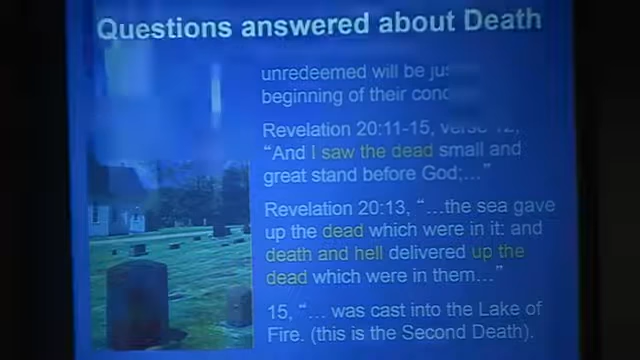 Questions answered about Death
unredeemed will be
beginning of their
Revelation 20:11-15,
“And I saw the dead small and
great stand before God;...”
Revelation 20:13, “...the sea gave
up the dead which were in it: and
death and hell delivered up the
dead which were in them...”
15, “... was cast into the Lake of
Fire. (this is the Second Death).